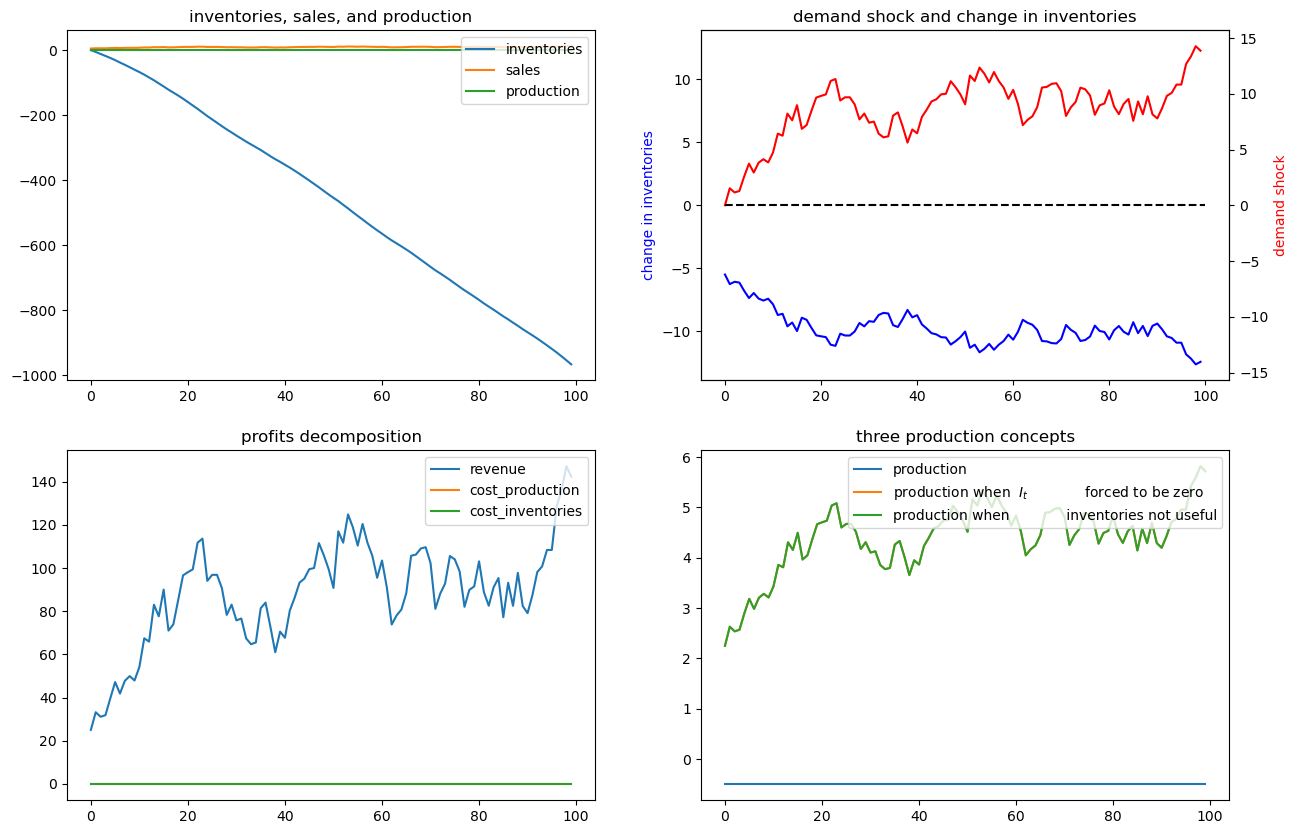 inventories, sales, and production
0
−200
−400
−600
−800
−1000
0 20 40 60 80 100
inventories
sales
production
demand shock and change in inventories
change in inventories
10
5
0
−5
−10
0 20 40 60 80 100
15
10
5
0
−5
−10
−15
demand shock
profits decomposition
140
120
100
80
60
40
20
0
0 20 40 60 80 100
revenue
cost_production
cost_inventories
three production concepts
6
5
4
3
2
1
0
0 20 40 60 80 100
production
production when I_t forced to be zero
production when inventories not useful